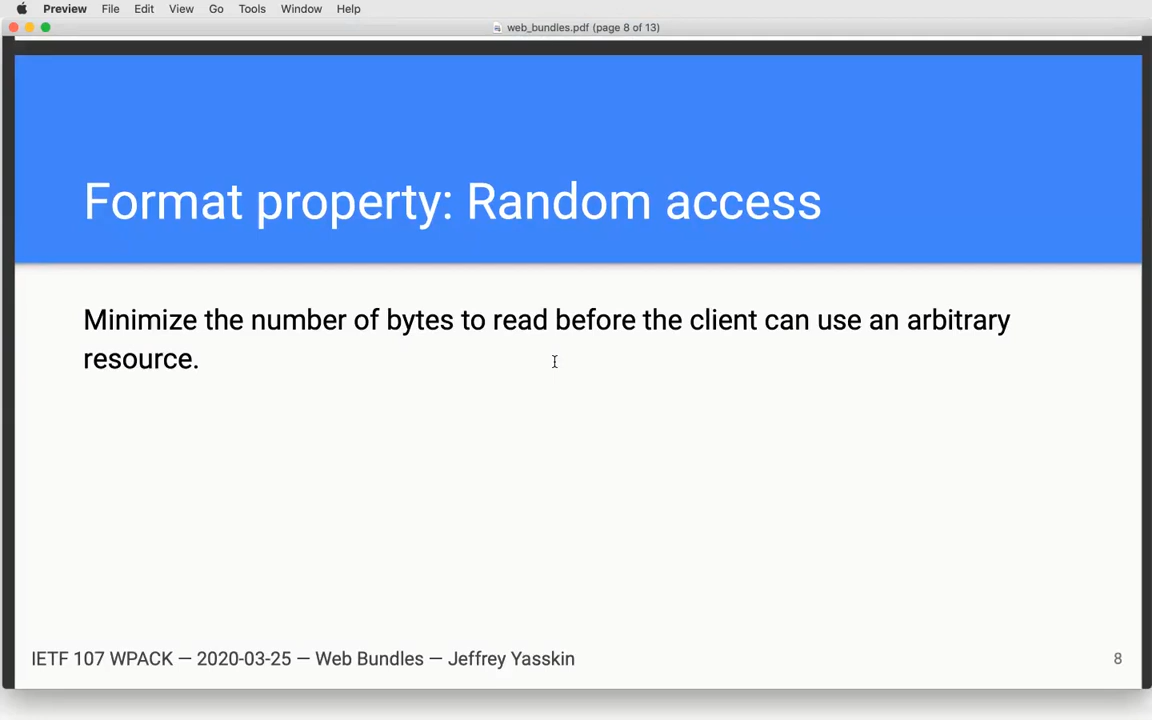 Preview File Edit View Go Tools Window Help
web_bundles.pdf (page 8 of 13)
Format property: Random access
Minimize the number of bytes to read before the client can use an arbitrary
resource.
IETF 107 WPACK — 2020-03-25 — Web Bundles — Jeffrey Yasskin
8